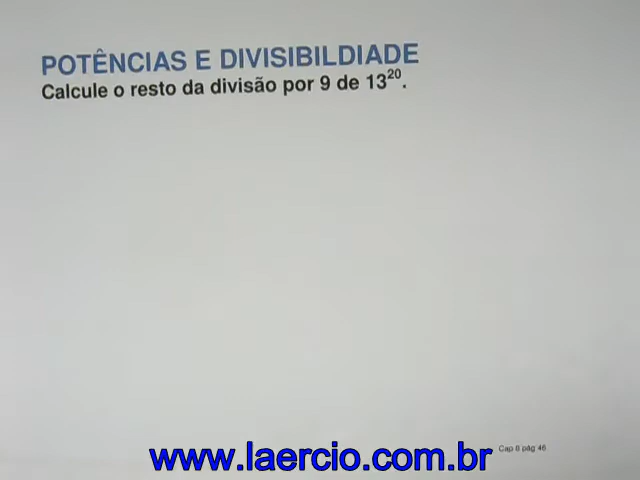 POTÊNCIAS E DIVISIBILDIADE
Calcule o resto da divisão por 9 de 13²⁰.
Cap 8 pág 46
www.laercio.com.br